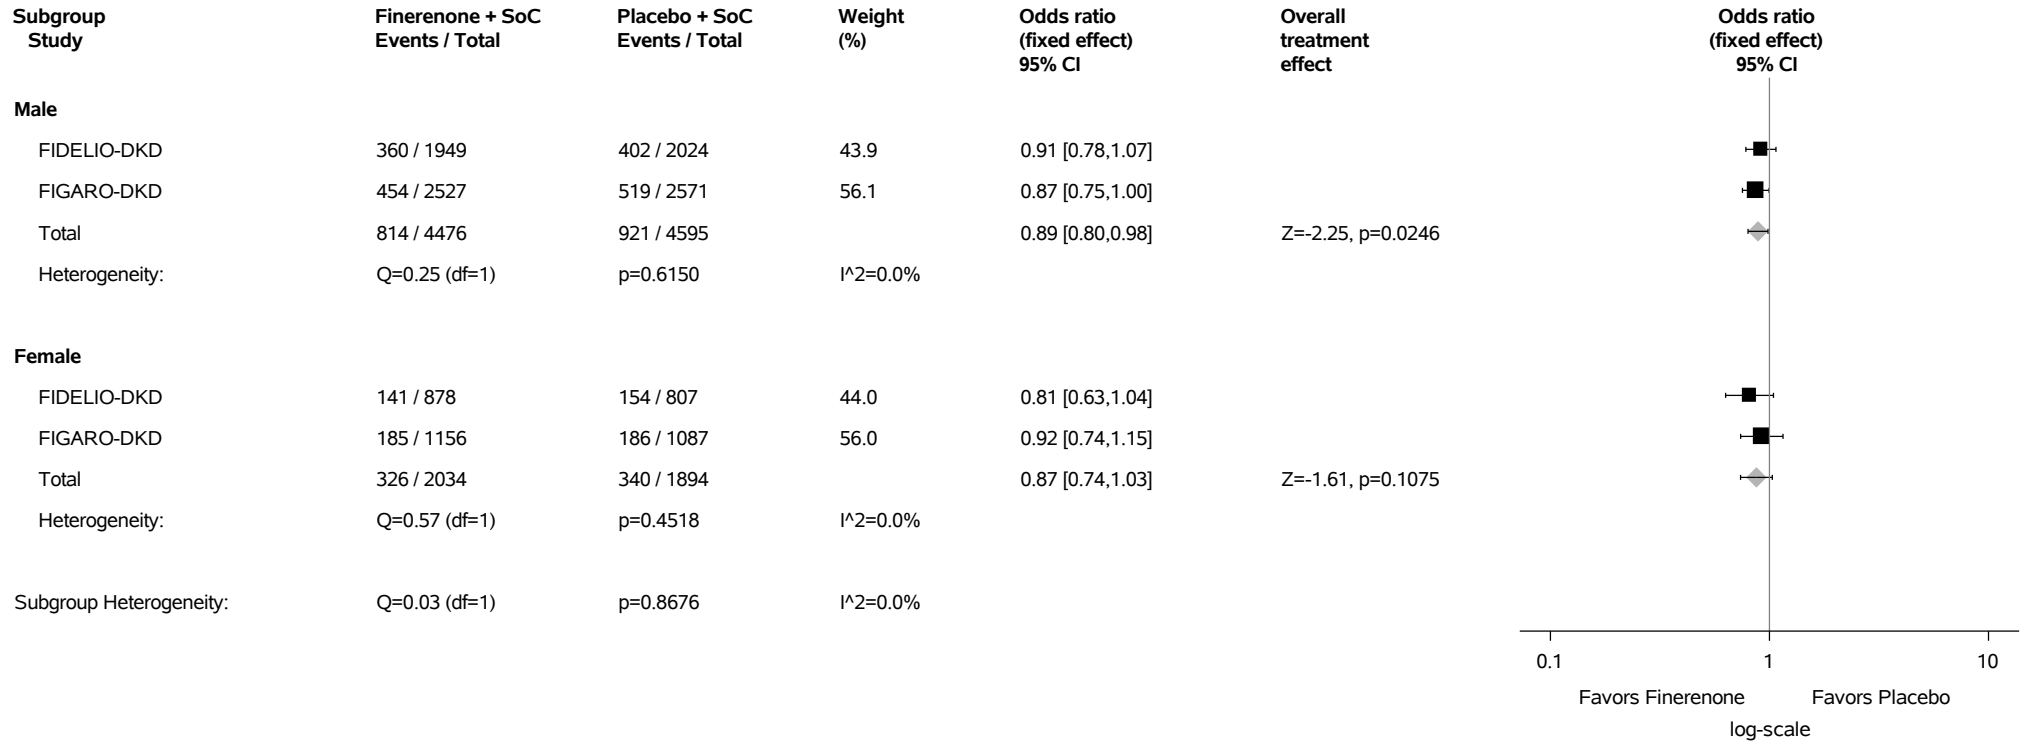 Subgroup Finerenone + SoC Placebo + SoC Weight Odds ratio Overall Odds ratio
Study Events / Total Events / Total (%) (fixed effect) treatment (fixed effect)
95% CI effect 95% CI
Male
FIDELIO-DKD 360 / 1949 402 / 2024 43.9 0.91 [0.78,1.07]
FIGARO-DKD 454 / 2527 519 / 2571 56.1 0.87 [0.75,1.00]
Total 814 / 4476 921 / 4595 0.89 [0.80,0.98] Z=-2.25, p=0.0246
Heterogeneity: Q=0.25 (df=1) p=0.6150 I^2=0.0%
Female
FIDELIO-DKD 141 / 878 154 / 807 44.0 0.81 [0.63,1.04]
FIGARO-DKD 185 / 1156 186 / 1087 56.0 0.92 [0.74,1.15]
Total 326 / 2034 340 / 1894 0.87 [0.74,1.03] Z=-1.61, p=0.1075
Heterogeneity: Q=0.57 (df=1) p=0.4518 I^2=0.0%
Subgroup Heterogeneity: Q=0.03 (df=1) p=0.8676 I^2=0.0%
0.1 1 10
Favors Finerenone Favors Placebo
log-scale